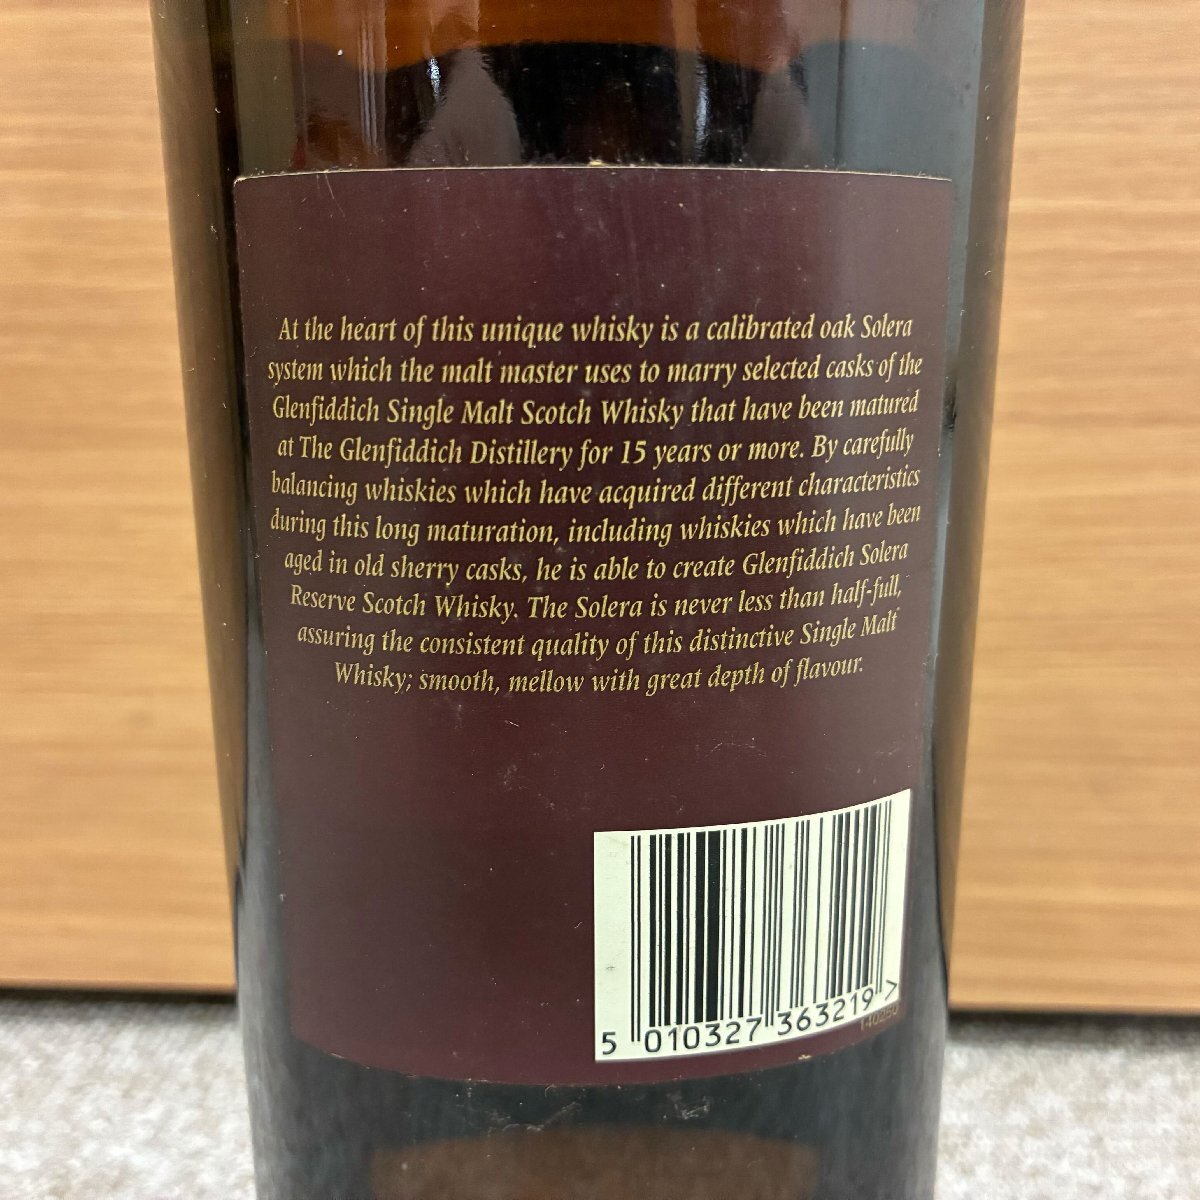 At the heart of this unique whisky is a calibrated oak Solera
system which the malt master uses to marry selected casks of the
Glenfiddich Single Malt Scotch Whisky that have been matured
at The Glenfiddich Distillery for 15 years or more. By carefully
balancing whiskies which have acquired different characteristics
during this long maturation, including whiskies which have been
aged in old sherry casks, he is able to create Glenfiddich Solera
Reserve Scotch Whisky. The Solera is never less than half-full,
assuring the consistent quality of this distinctive Single Malt
Whisky; smooth, mellow with great depth of flavour.
5 010327 363219 >
140250